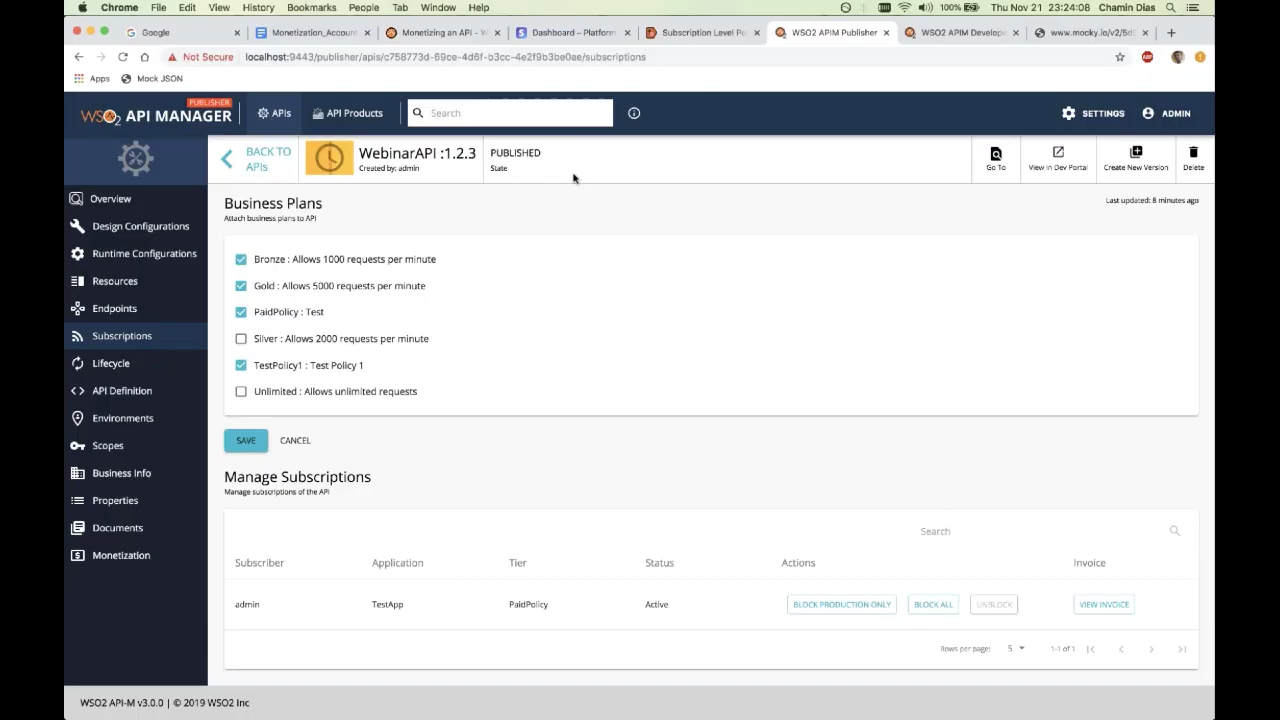 Chrome File Edit View History Bookmarks People Tab Window Help 100% Thu Nov 21 23:24:08 Chamin Dias
Google Monetization_Account Monetizing an API - W Dashboard – Platform Subscription Level Po WSO2 APIM Publisher WSO2 APIM Develope www.mocky.io/v2/5d
Not Secure localhost:9443/publisher/apis/c758773d-69ce-4d6f-b3cc-4e2f9b3be0ae/subscriptions
Apps Mock JSON
WSO2 API MANAGER PUBLISHER APIs API Products Search SETTINGS ADMIN
BACK TO APIs
WebinarAPI :1.2.3
Created by: admin
PUBLISHED
State
Go To View in Dev Portal Create New Version Delete
Overview
Design Configurations
Runtime Configurations
Resources
Endpoints
Subscriptions
Lifecycle
API Definition
Environments
Scopes
Business Info
Properties
Documents
Monetization
Business Plans
Attach business plans to API
Last updated: 8 minutes ago
Bronze : Allows 1000 requests per minute
Gold : Allows 5000 requests per minute
PaidPolicy : Test
Silver : Allows 2000 requests per minute
TestPolicy1 : Test Policy 1
Unlimited : Allows unlimited requests
SAVE CANCEL
Manage Subscriptions
Manage subscriptions of the API
Search
Subscriber Application Tier Status Actions Invoice
admin TestApp PaidPolicy Active BLOCK PRODUCTION ONLY BLOCK ALL UNBLOCK VIEW INVOICE
Rows per page: 5 1-1 of 1
WSO2 API-M v3.0.0 | © 2019 WSO2 Inc